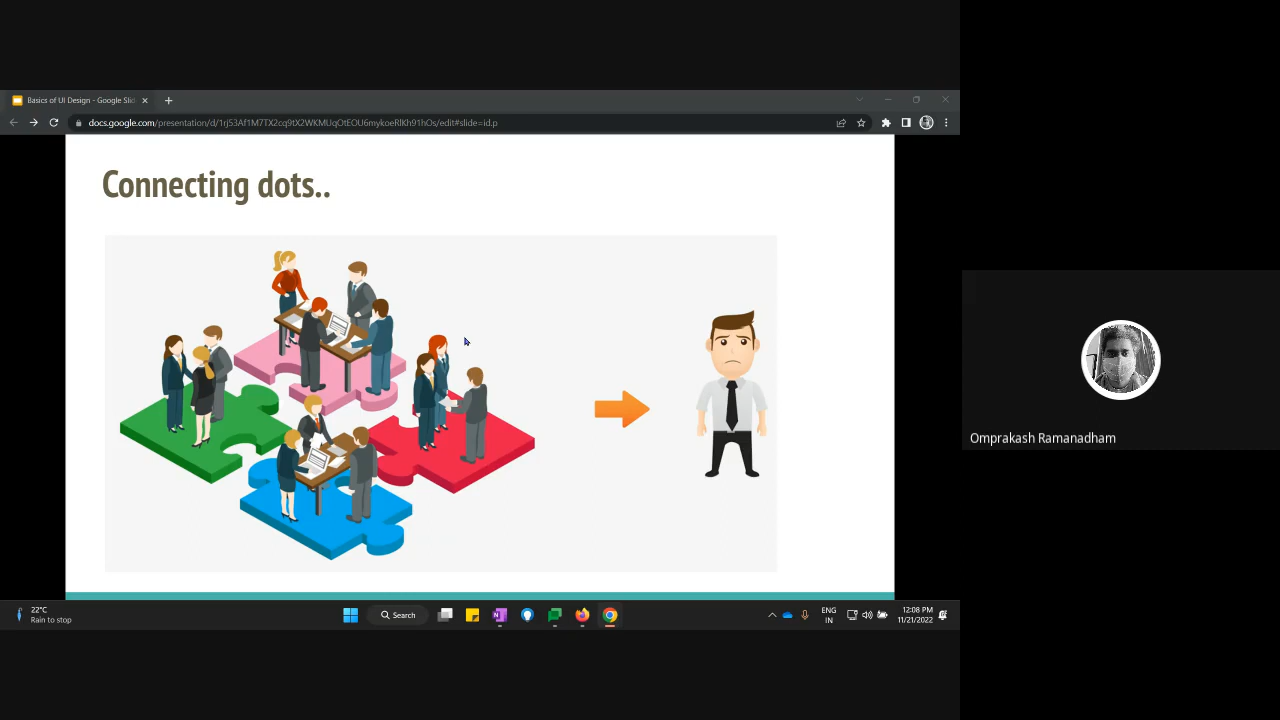 Basics of UI Design - Google Slid
docs.google.com/presentation/d/1rj53Af1M7TX2cq9tX2WKMUqOtEOU6mykoeRlKh91hOs/edit#slide=id.p
Connecting dots..
Omprakash Ramanadham
22°C
Rain to stop
Search
ENG
IN
12:08 PM
11/21/2022